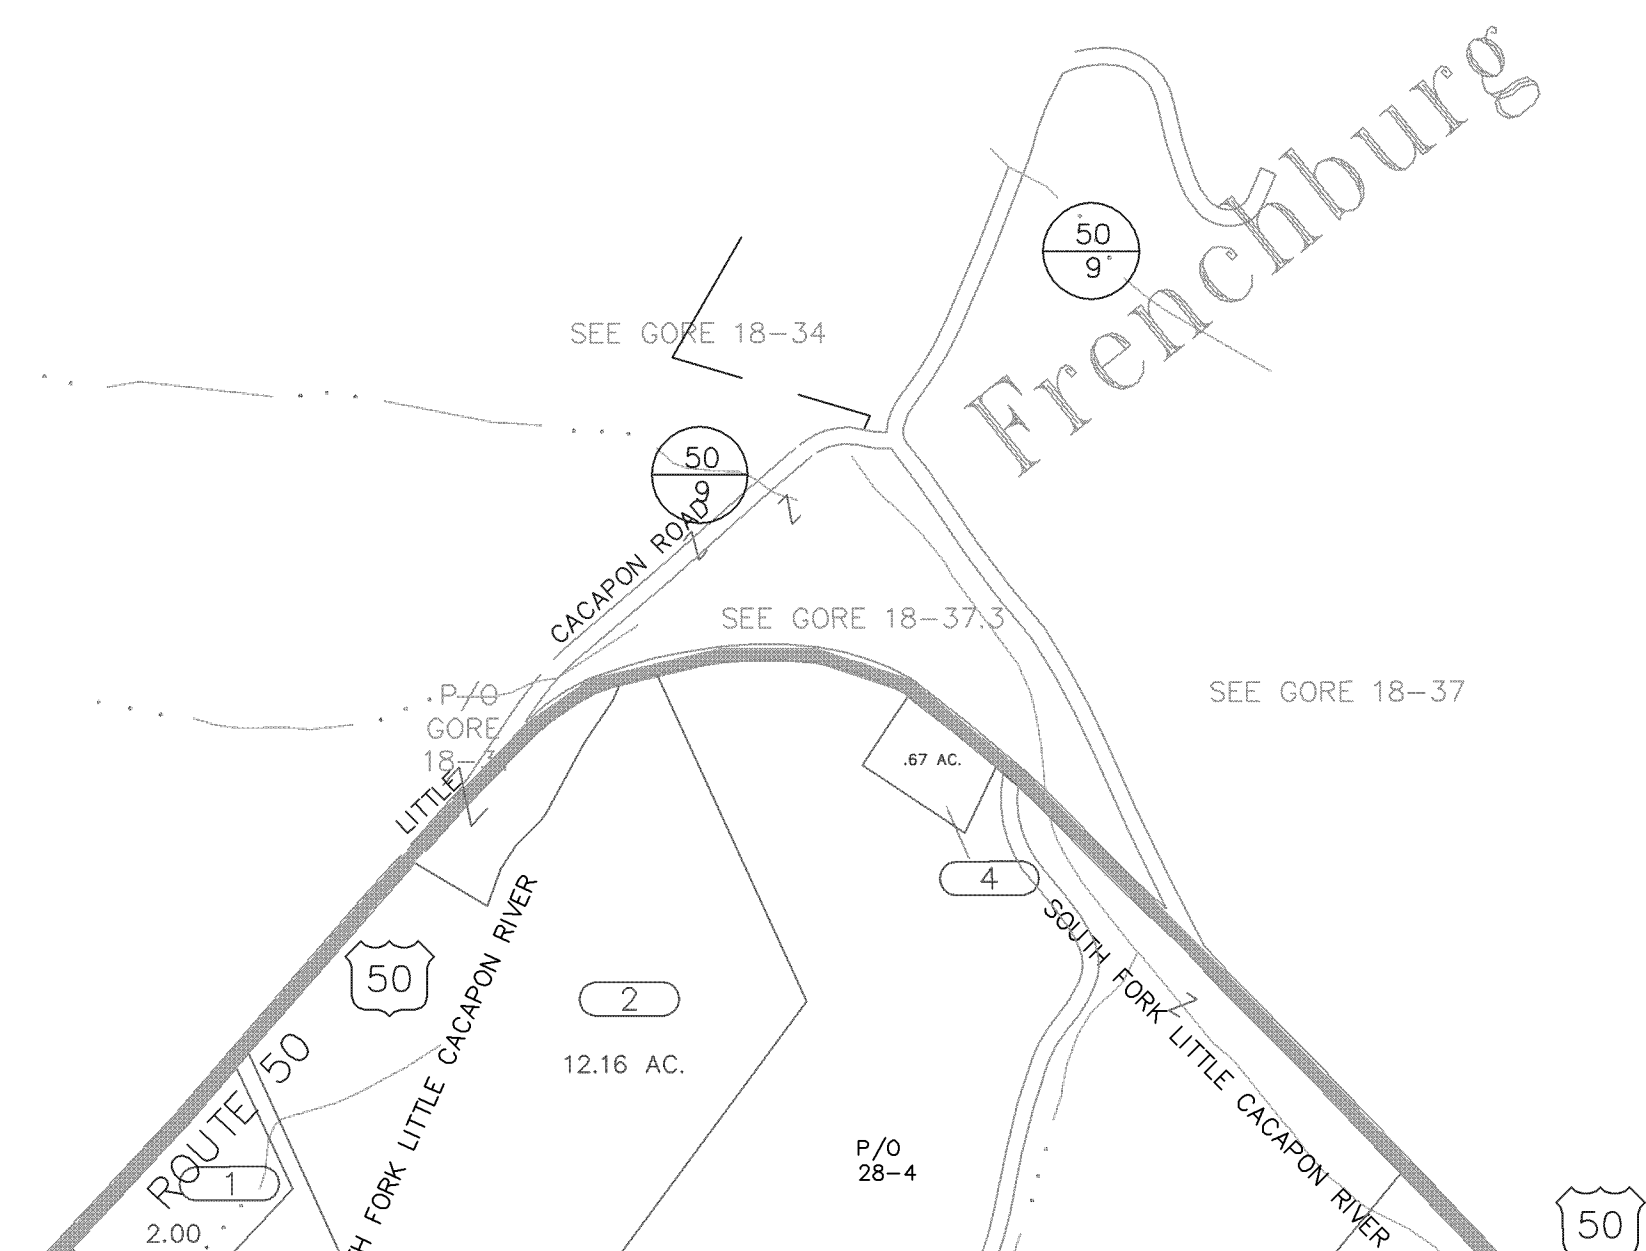 Frenchburg
50
9
SEE GORE 18-34
50
9
CACAPON ROAD
SEE GORE 18-37.3
SEE GORE 18-37
P/O
GORE
LITTLE
.67 AC.
4
SOUTH FORK LITTLE CACAPON RIVER
50
2
12.16 AC.
FORK LITTLE CACAPON RIVER
ROUTE 50
P/O
28-4
1
2.00
50